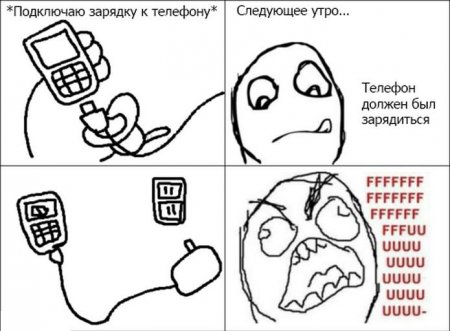 *Подключаю зарядку к телефону*
Следующее утро...
Телефон
должен был
зарядиться
FFFFFFF
FFFFFFF
FFFFFF
FFFUU
UUUU
UUUU
UUUU
UUUU
UUUU-